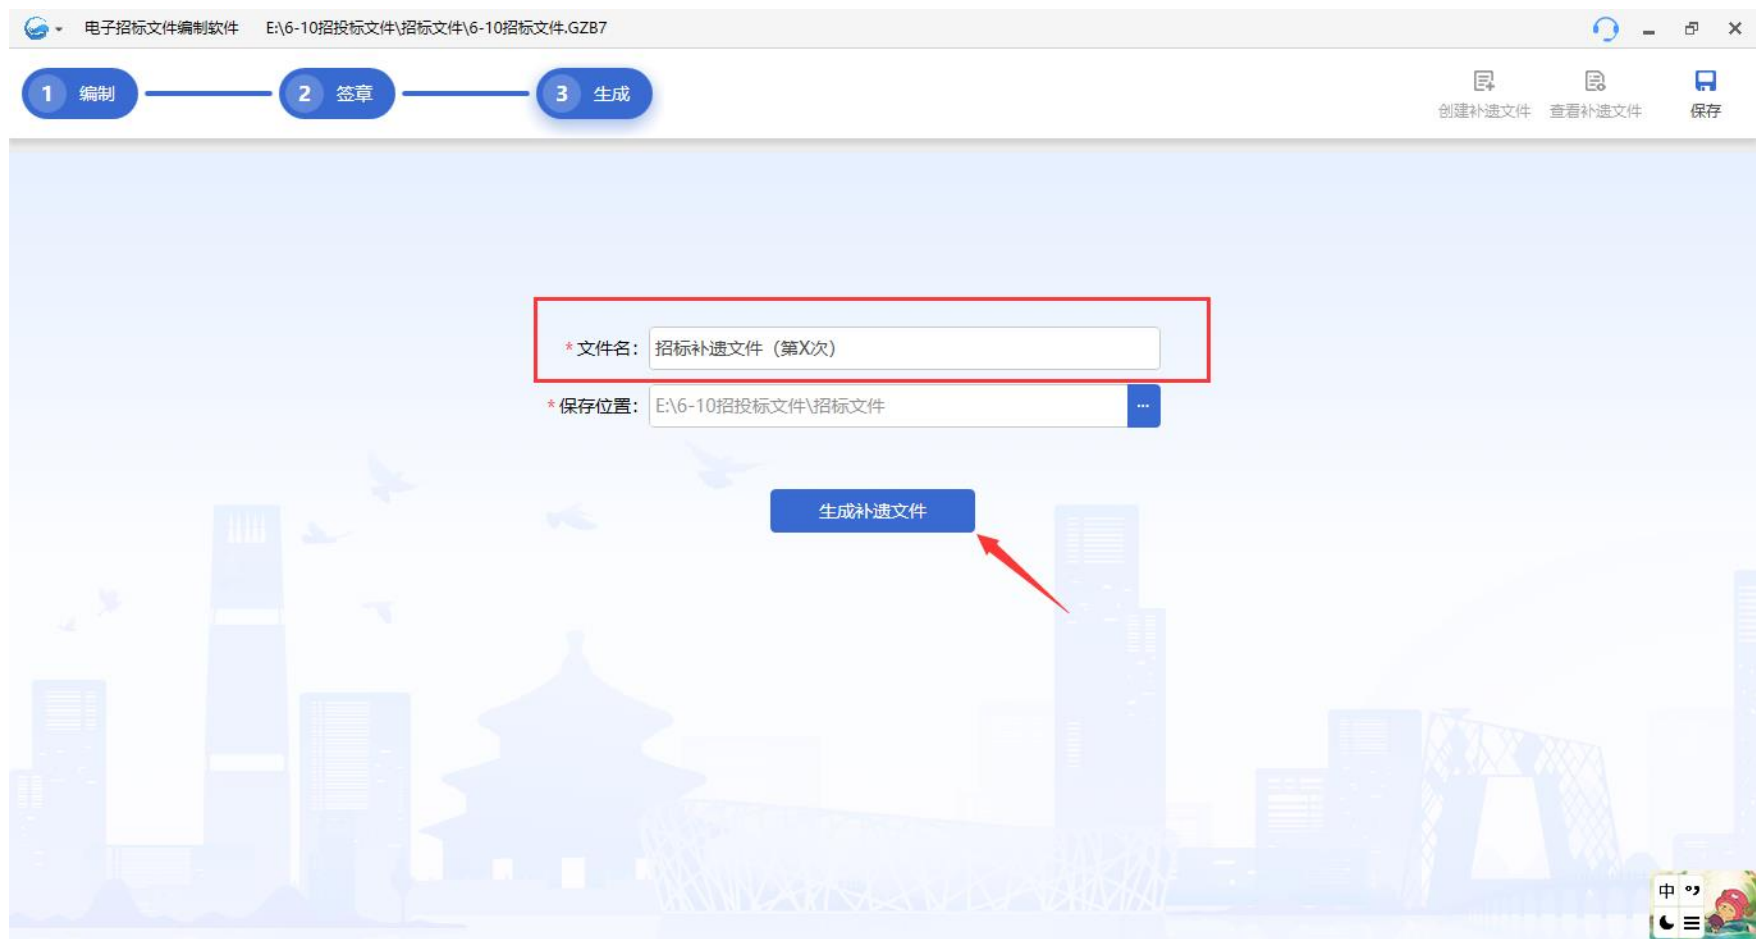 电子招标文件编制软件 E:\6-10招投标文件\招标文件\6-10招标文件.GZB7
1 编制 2 签章 3 生成
创建补遗文件 查看补遗文件 保存
*文件名： 招标补遗文件（第X次）
*保存位置： E:\6-10招投标文件\招标文件 ...
生成补遗文件
中